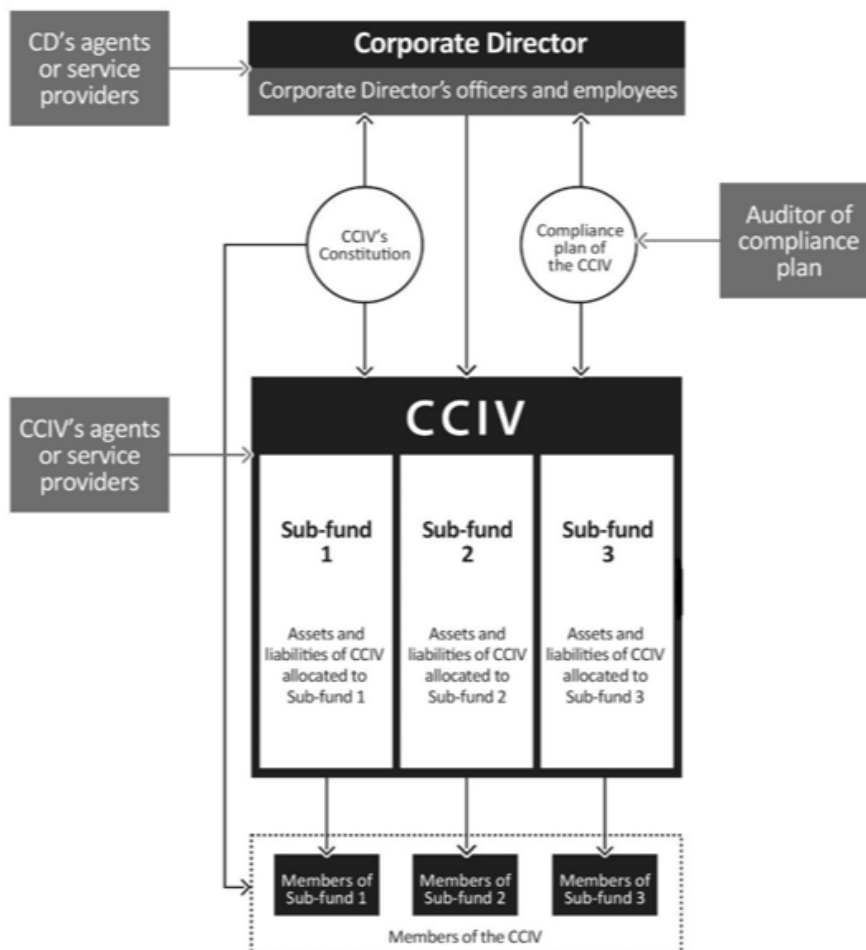 CD's agents
or service
providers
Corporate Director
Corporate Director's officers and employees
CCIV's
Constitution
Compliance
plan of
the CCIV
Auditor of
compliance
plan
CCIV's agents
or service
providers
CCIV
Sub-fund
1
Assets and
liabilities of CCIV
allocated to
Sub-fund 1
Sub-fund
2
Assets and
liabilities of CCIV
allocated to
Sub-fund 2
Sub-fund
3
Assets and
liabilities of CCIV
allocated to
Sub-fund 3
Members of
Sub-fund 1
Members of
Sub-fund 2
Members of
Sub-fund 3
Members of the CCIV